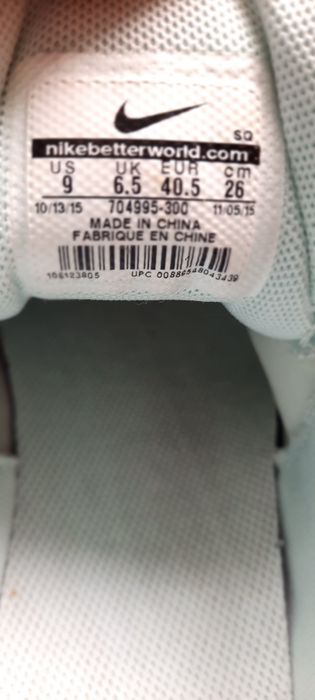 SQ
nikebetterworld.com
US UK EUR cm
9 6.5 40.5 26
10/13/15 704995-300 11/05/15
MADE IN CHINA
FABRIQUE EN CHINE
106123805 UPC